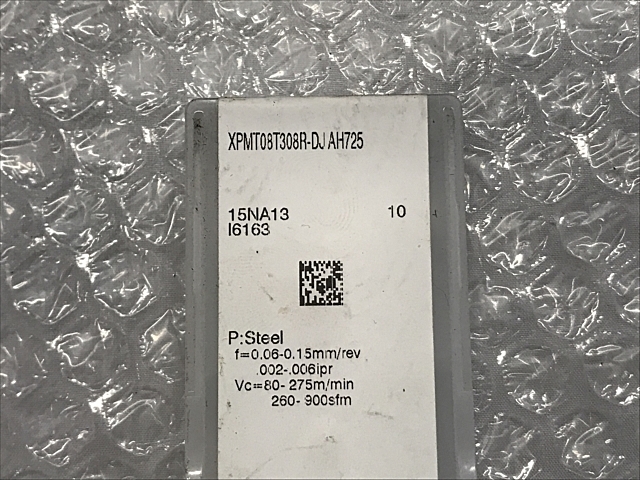 XPMT08T308R-DJ AH725
15NA13 10
I6163
P:Steel
f=0.06-0.15mm/rev
.002-.006ipr
Vc=80-275m/min
260-900sfm